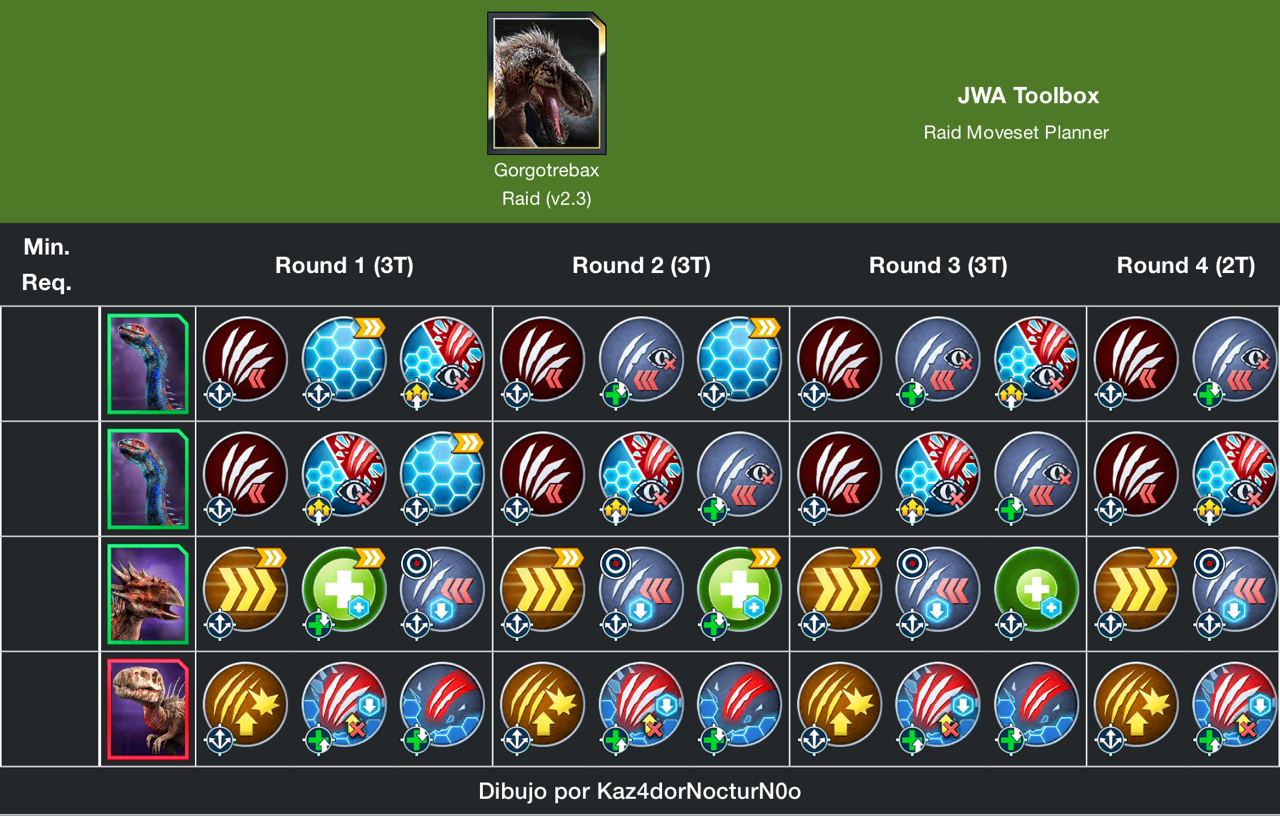 JWA Toolbox
Raid Moveset Planner
Gorgotrebax
Raid (v2.3)
Min.
Req.
Round 1 (3T)
Round 2 (3T)
Round 3 (3T)
Round 4 (2T)
Dibujo por Kaz4dorNocturN0o